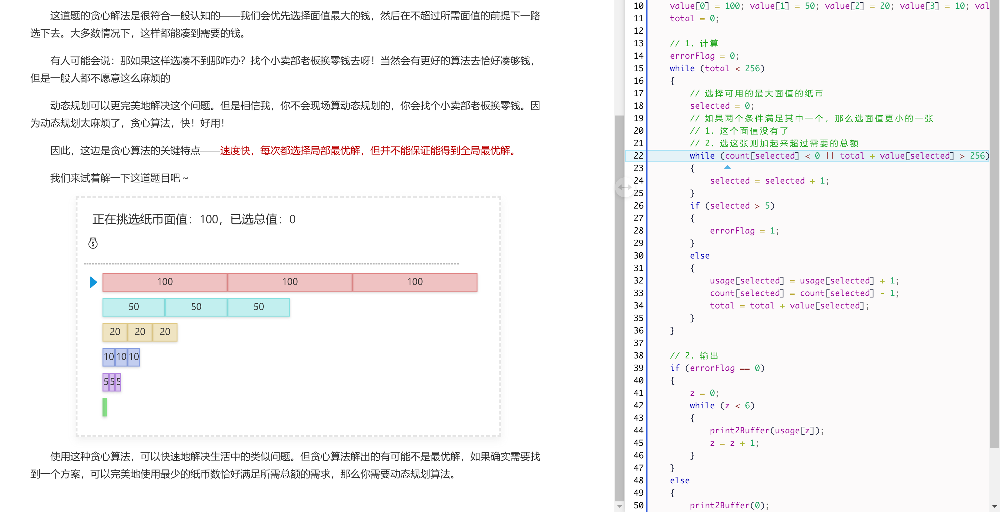 这道题的贪心解法是很符合一般认知的——我们会优先选择面值最大的钱，然后在不超过所需面值的前提下一路
选下去。大多数情况下，这样都能凑到需要的钱。
有人可能会说：那如果这样选凑不到那咋办？找个小卖部老板换零钱去呀！当然会有更好的算法去恰好凑够钱，
但是一般人都不愿意这么麻烦的
动态规划可以更完美地解决这个问题。但是相信我，你不会现场算动态规划的，你会找个小卖部老板换零钱。因
为动态规划太麻烦了，贪心算法，快！好用！
因此，这边是贪心算法的关键特点——速度快，每次都选择局部最优解，但并不能保证能得到全局最优解。
我们来试着解一下这道题目吧～
正在挑选纸币面值：100，已选总值：0
100 100 100
50 50 50
20 20 20
10 10 10
5 5 5
使用这种贪心算法，可以快速地解决生活中的类似问题。但贪心算法解出的有可能不是最优解，如果确实需要找
到一个方案，可以完美地使用最少的纸币数恰好满足所需总额的需求，那么你需要动态规划算法。
10 value[0] = 100; value[1] = 50; value[2] = 20; value[3] = 10; val
11 total = 0;
12
13 // 1. 计算
14 errorFlag = 0;
15 while (total < 256)
16 {
17 // 选择可用的最大面值的纸币
18 selected = 0;
19 // 如果两个条件满足其中一个，那么选面值更小的一张
20 // 1. 这个面值没有了
21 // 2. 选这张则加起来超过需要的总额
22 while (count[selected] < 0 || total + value[selected] > 256)
23 {
24 selected = selected + 1;
25 }
26 if (selected > 5)
27 {
28 errorFlag = 1;
29 }
30 else
31 {
32 usage[selected] = usage[selected] + 1;
33 count[selected] = count[selected] - 1;
34 total = total + value[selected];
35 }
36 }
37
38 // 2. 输出
39 if (errorFlag == 0)
40 {
41 z = 0;
42 while (z < 6)
43 {
44 print2Buffer(usage[z]);
45 z = z + 1;
46 }
47 }
48 else
49 {
50 print2Buffer(0);